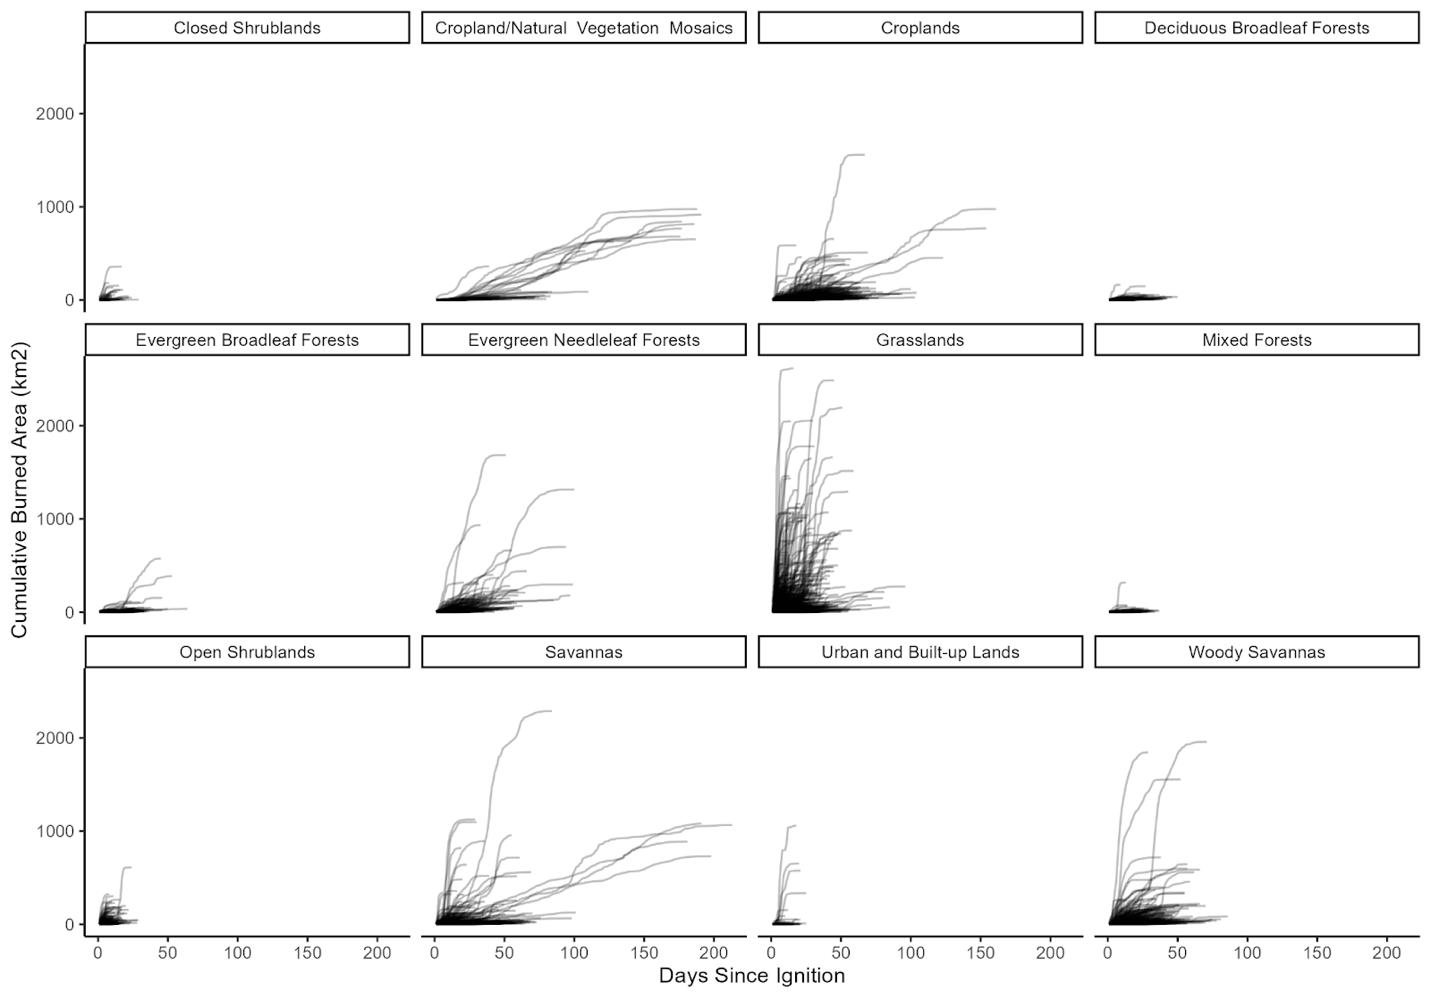 Closed Shrublands
Cropland/Natural Vegetation Mosaics
Croplands
Deciduous Broadleaf Forests
2000
1000
0
Evergreen Broadleaf Forests
Evergreen Needleleaf Forests
Grasslands
Mixed Forests
Cumulative Burned Area (km2)
2000
1000
0
Open Shrublands
Savannas
Urban and Built-up Lands
Woody Savannas
2000
1000
0
0 50 100 150 200
0 50 100 150 200
0 50 100 150 200
0 50 100 150 200
Days Since Ignition